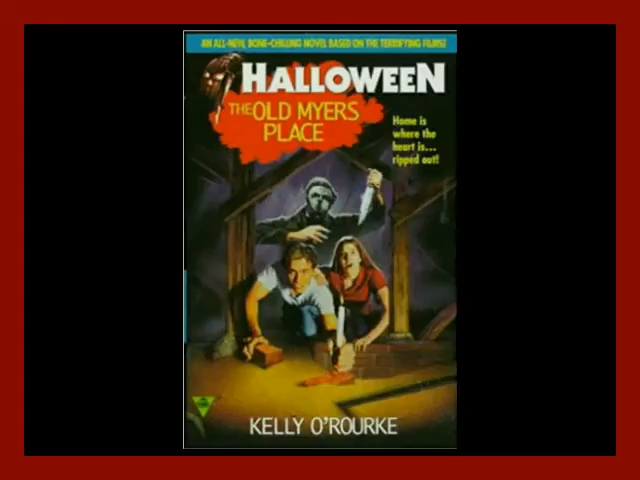 AN ALL-NEW, BONE-CHILLING NOVEL BASED ON THE TERRIFYING FILMS!
HALLOWEEN
THE OLD MYERS
PLACE
Home is
where the
heart is...
ripped out!
KELLY O'ROURKE